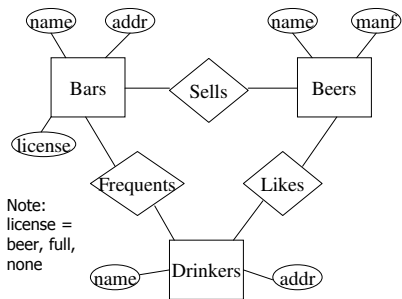 name
addr
name
manf
Bars
Sells
Beers
license
Frequents
Likes
Note:
license =
beer, full,
none
name
Drinkers
addr